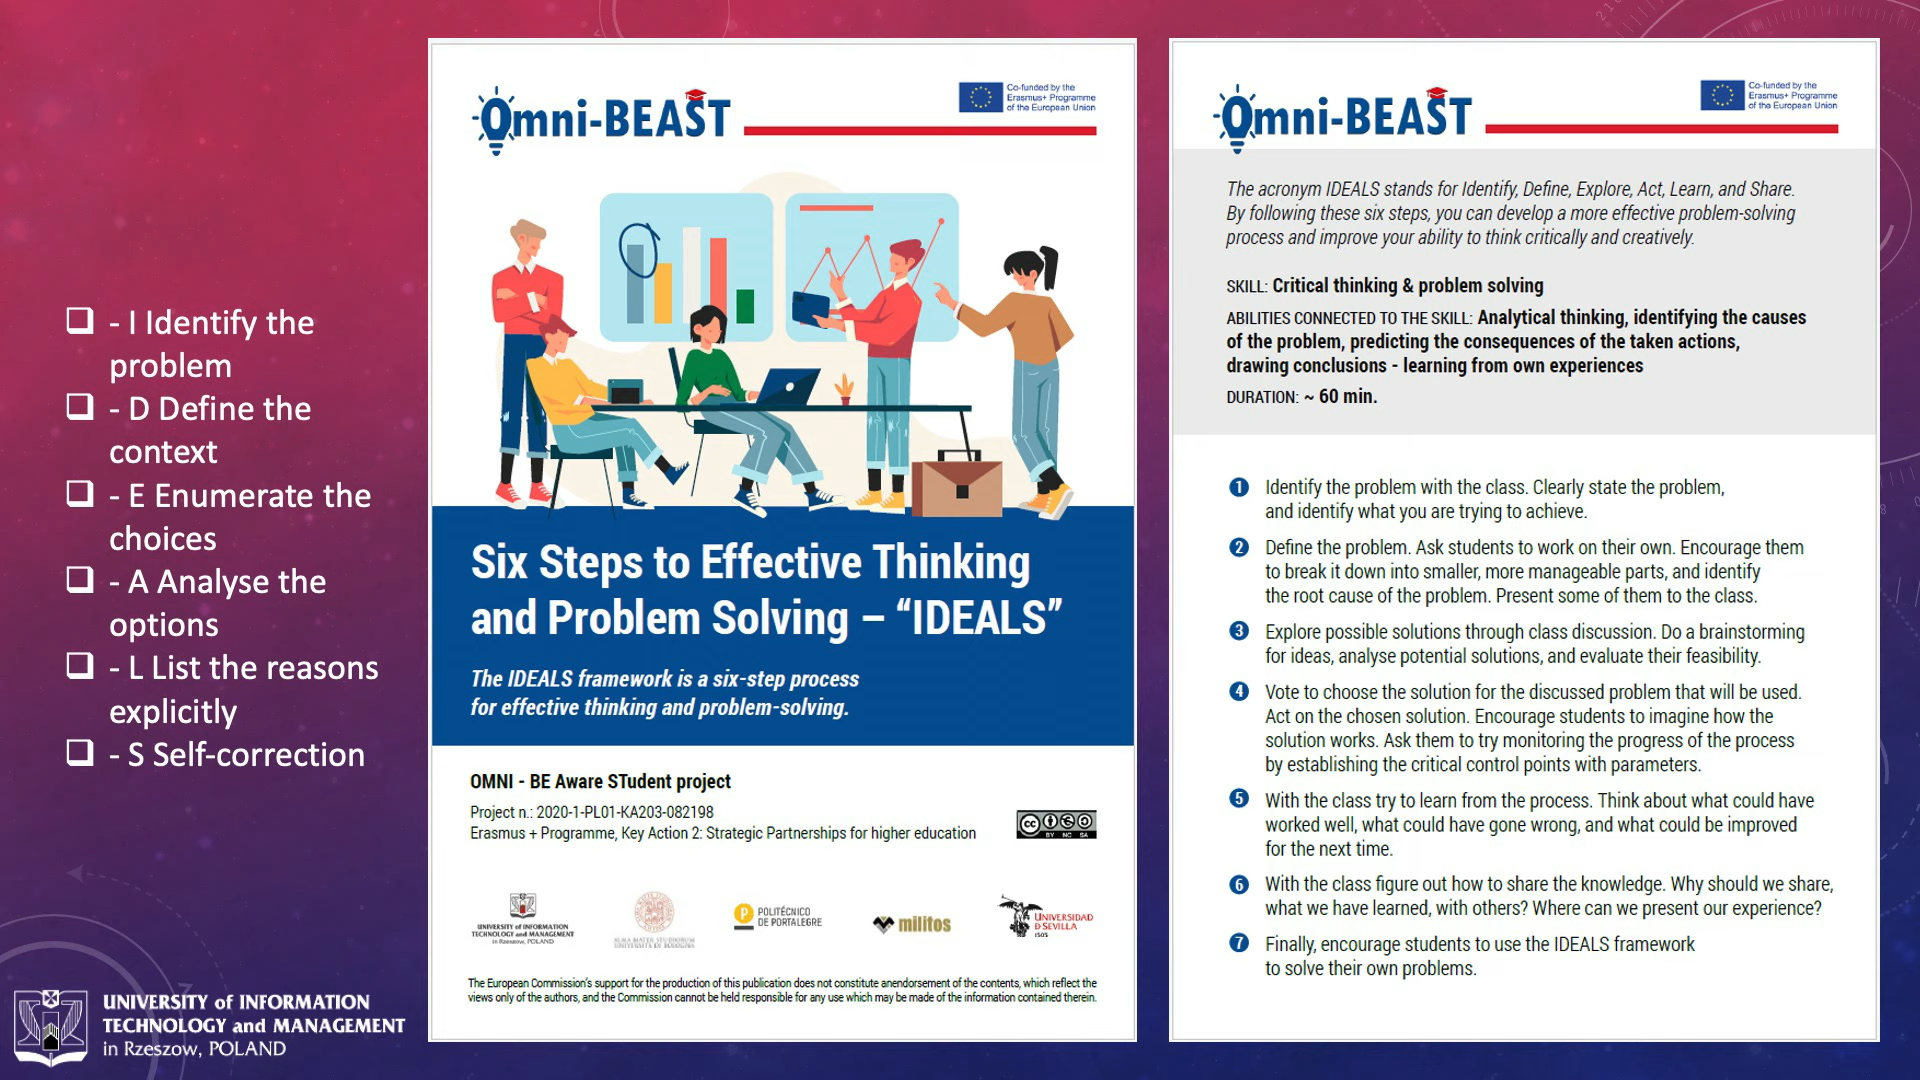 - I Identify the
problem
- D Define the
context
- E Enumerate the
choices
- A Analyse the
options
- L List the reasons
explicitly
- S Self-correction
UNIVERSITY of INFORMATION
TECHNOLOGY and MANAGEMENT
in Rzeszow, POLAND
Omni-BEAST
Co-funded by the
Erasmus+ Programme
of the European Union
Six Steps to Effective Thinking
and Problem Solving – “IDEALS”
The IDEALS framework is a six-step process
for effective thinking and problem-solving.
OMNI - BE Aware STudent project
Project n.: 2020-1-PL01-KA203-082198
Erasmus + Programme, Key Action 2: Strategic Partnerships for higher education
cc BY NC SA
UNIVERSITY of INFORMATION
TECHNOLOGY and MANAGEMENT
in Rzeszow, POLAND
ALMA MATER STUDIORUM
UNIVERSITÀ DI BOLOGNA
POLITÉCNICO
DE PORTALEGRE
militos
UNIVERSIDAD
D SEVILLA
1505
The European Commission's support for the production of this publication does not constitute anendorsement of the contents, which reflect the
views only of the authors, and the Commission cannot be held responsible for any use which may be made of the information contained therein.
Omni-BEAST
Co-funded by the
Erasmus+ Programme
of the European Union
The acronym IDEALS stands for Identify, Define, Explore, Act, Learn, and Share.
By following these six steps, you can develop a more effective problem-solving
process and improve your ability to think critically and creatively.
SKILL: Critical thinking & problem solving
ABILITIES CONNECTED TO THE SKILL: Analytical thinking, identifying the causes
of the problem, predicting the consequences of the taken actions,
drawing conclusions - learning from own experiences
DURATION: ~ 60 min.
1 Identify the problem with the class. Clearly state the problem,
and identify what you are trying to achieve.
2 Define the problem. Ask students to work on their own. Encourage them
to break it down into smaller, more manageable parts, and identify
the root cause of the problem. Present some of them to the class.
3 Explore possible solutions through class discussion. Do a brainstorming
for ideas, analyse potential solutions, and evaluate their feasibility.
4 Vote to choose the solution for the discussed problem that will be used.
Act on the chosen solution. Encourage students to imagine how the
solution works. Ask them to try monitoring the progress of the process
by establishing the critical control points with parameters.
5 With the class try to learn from the process. Think about what could have
worked well, what could have gone wrong, and what could be improved
for the next time.
6 With the class figure out how to share the knowledge. Why should we share,
what we have learned, with others? Where can we present our experience?
7 Finally, encourage students to use the IDEALS framework
to solve their own problems.